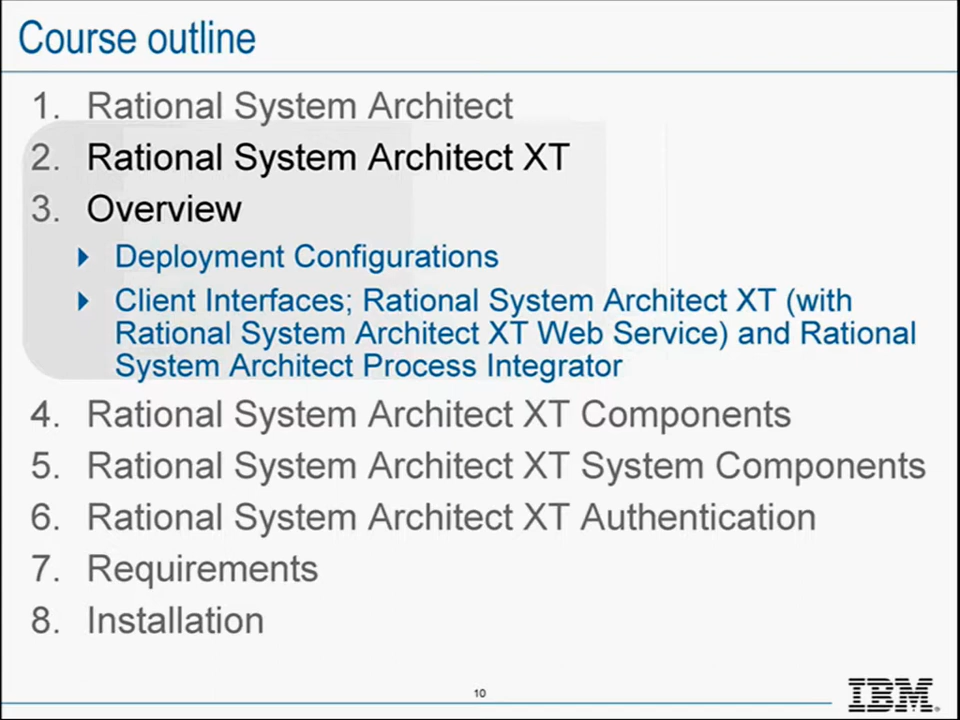 Course outline
1. Rational System Architect
2. Rational System Architect XT
3. Overview
Deployment Configurations
Client Interfaces; Rational System Architect XT (with
Rational System Architect XT Web Service) and Rational
System Architect Process Integrator
4. Rational System Architect XT Components
5. Rational System Architect XT System Components
6. Rational System Architect XT Authentication
7. Requirements
8. Installation
10
IBM®